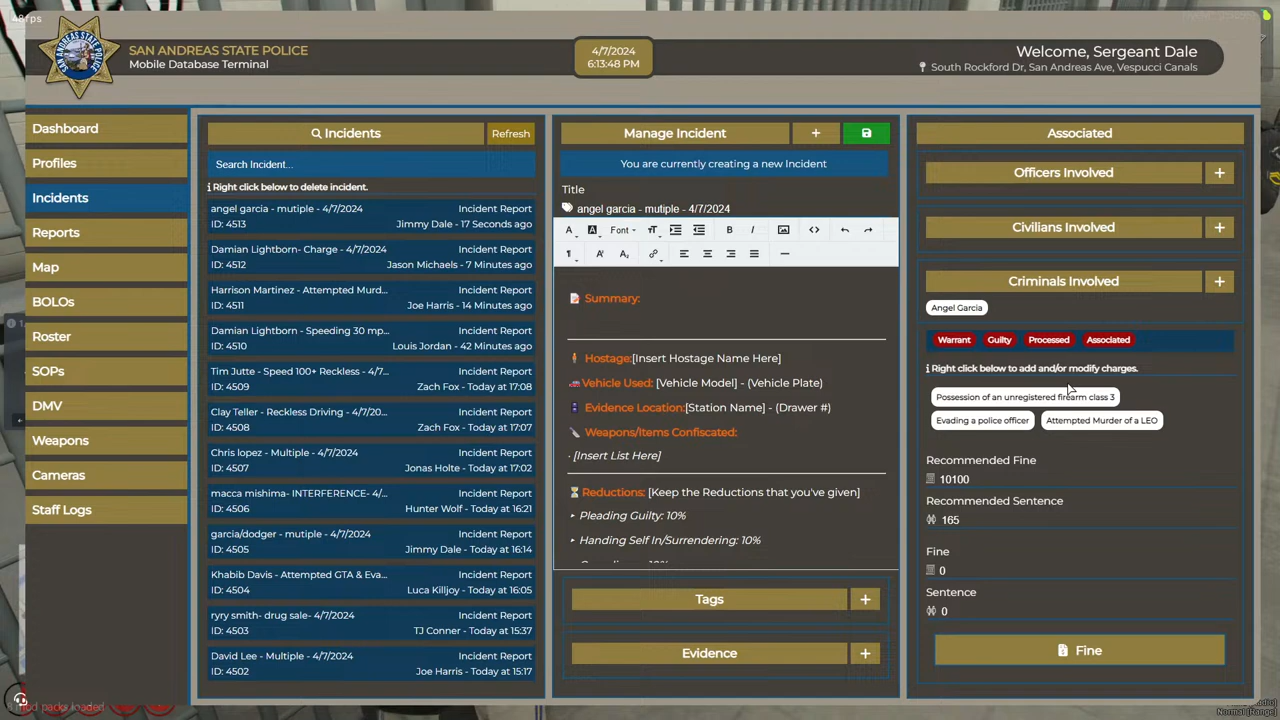 48fps
SAN ANDREAS STATE POLICE
Mobile Database Terminal
4/7/2024
6:13:48 PM
Welcome, Sergeant Dale
South Rockford Dr, San Andreas Ave, Vespucci Canals
Dashboard
Profiles
Incidents
Reports
Map
BOLOs
Roster
SOPs
DMV
Weapons
Cameras
Staff Logs
Incidents
Refresh
Search Incident...
Right click below to delete incident.
angel garcia - mutiple - 4/7/2024 Incident Report
ID: 4513 Jimmy Dale - 17 Seconds ago
Damian Lightborn- Charge - 4/7/2024 Incident Report
ID: 4512 Jason Michaels - 7 Minutes ago
Harrison Martinez - Attempted Murd... Incident Report
ID: 4511 Joe Harris - 14 Minutes ago
Damian Lightborn - Speeding 30 mp... Incident Report
ID: 4510 Louis Jordan - 42 Minutes ago
Tim Jutte - Speed 100+ Reckless - 4/7... Incident Report
ID: 4509 Zach Fox - Today at 17:08
Clay Teller - Reckless Driving - 4/7/20... Incident Report
ID: 4508 Zach Fox - Today at 17:07
Chris lopez - Multiple - 4/7/2024 Incident Report
ID: 4507 Jonas Holte - Today at 17:02
macca mishima- INTERFERENCE- 4/... Incident Report
ID: 4506 Hunter Wolf - Today at 16:21
garcia/dodger - mutiple - 4/7/2024 Incident Report
ID: 4505 Jimmy Dale - Today at 16:14
Khabib Davis - Attempted GTA & Eva... Incident Report
ID: 4504 Luca Killjoy - Today at 16:05
ryry smith- drug sale- 4/7/2024 Incident Report
ID: 4503 TJ Conner - Today at 15:37
David Lee - Multiple - 4/7/2024 Incident Report
ID: 4502 Joe Harris - Today at 15:17
Manage Incident
You are currently creating a new Incident
Title
angel garcia - mutiple - 4/7/2024
Font
Summary:
Hostage:[Insert Hostage Name Here]
Vehicle Used: [Vehicle Model] - (Vehicle Plate)
Evidence Location:[Station Name] - (Drawer #)
Weapons/Items Confiscated:
· [Insert List Here]
Reductions: [Keep the Reductions that you've given]
‣ Pleading Guilty: 10%
‣ Handing Self In/Surrendering: 10%
Tags
Evidence
Associated
Officers Involved
Civilians Involved
Criminals Involved
Angel Garcia
Warrant Guilty Processed Associated
Right click below to add and/or modify charges.
Possession of an unregistered firearm class 3
Evading a police officer Attempted Murder of a LEO
Recommended Fine
10100
Recommended Sentence
165
Fine
0
Sentence
0
Fine
mod packs loaded